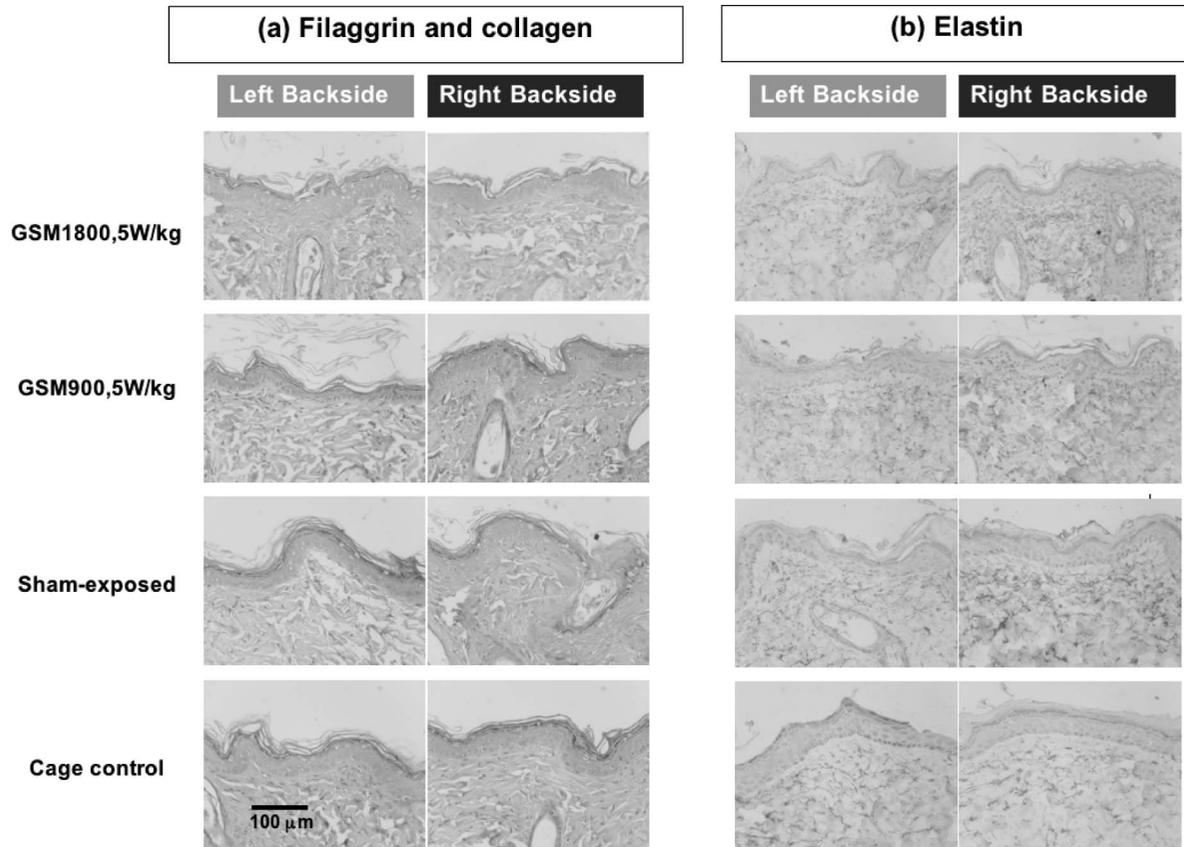 (a) Filaggrin and collagen
(b) Elastin
Left Backside
Right Backside
Left Backside
Right Backside
GSM1800,5W/kg
GSM900,5W/kg
Sham-exposed
Cage control
100 μm